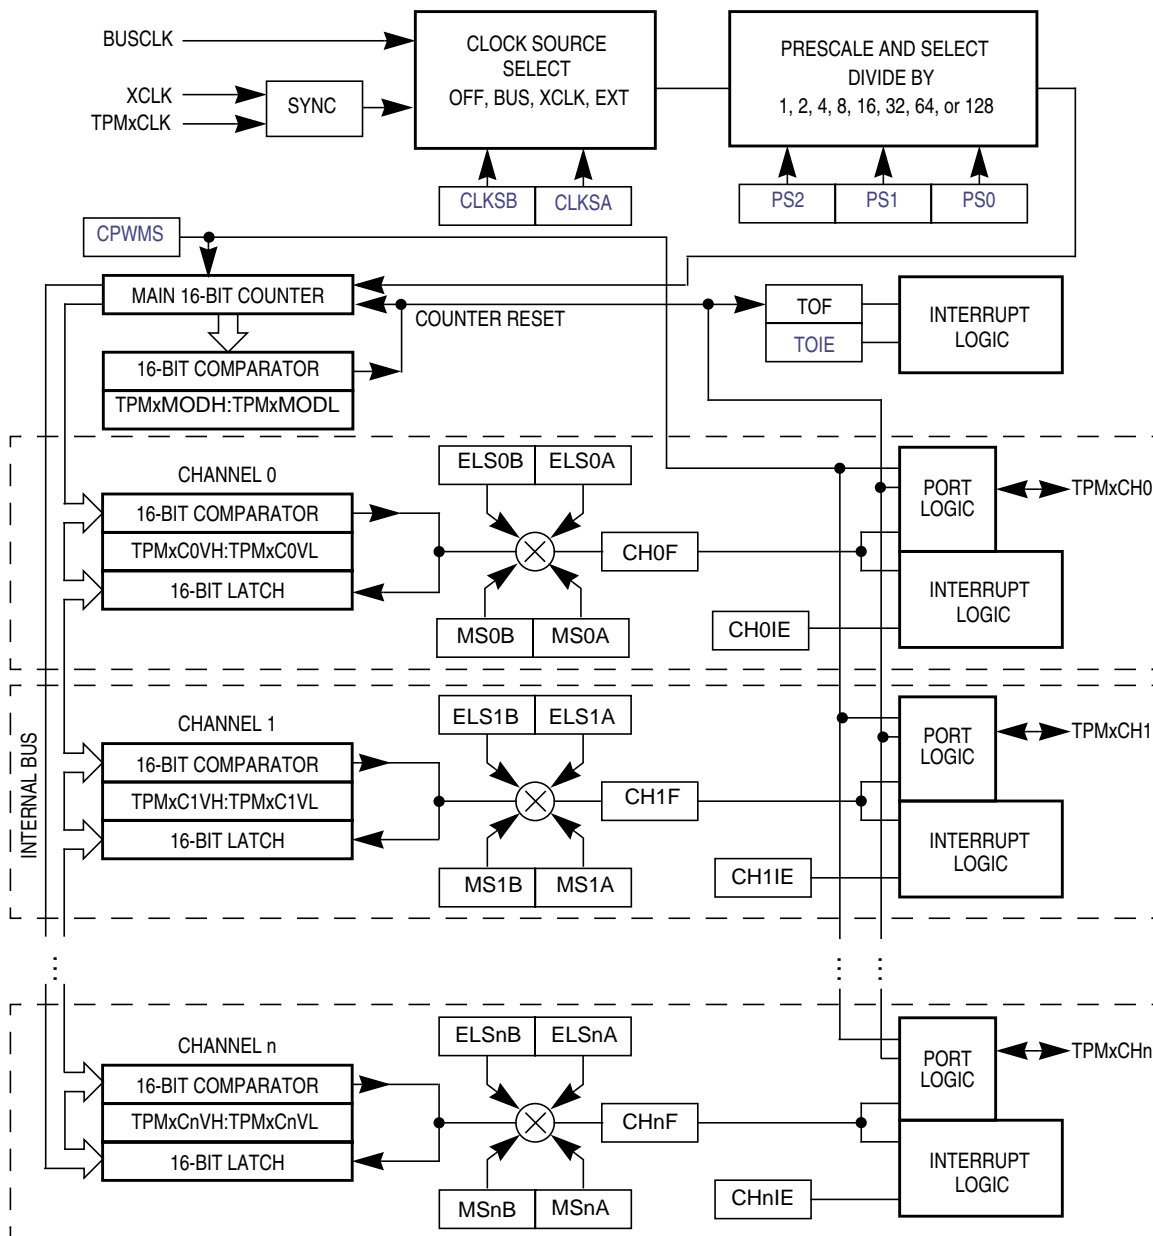 BUSCLK
XCLK
TPMxCLK
SYNC
CLOCK SOURCE
SELECT
OFF, BUS, XCLK, EXT
PRESCALE AND SELECT
DIVIDE BY
1, 2, 4, 8, 16, 32, 64, or 128
CLKSB
CLKSA
PS2
PS1
PS0
CPWMS
MAIN 16-BIT COUNTER
COUNTER RESET
TOF
TOIE
INTERRUPT
LOGIC
16-BIT COMPARATOR
TPMxMODH:TPMxMODL
CHANNEL 0
ELS0B
ELS0A
PORT
LOGIC
TPMxCH0
16-BIT COMPARATOR
TPMxC0VH:TPMxC0VL
16-BIT LATCH
CH0F
INTERRUPT
LOGIC
CH0IE
MS0B
MS0A
INTERNAL BUS
CHANNEL 1
ELS1B
ELS1A
PORT
LOGIC
TPMxCH1
16-BIT COMPARATOR
TPMxC1VH:TPMxC1VL
16-BIT LATCH
CH1F
INTERRUPT
LOGIC
CH1IE
MS1B
MS1A
...
...
...
CHANNEL n
ELSnB
ELSnA
PORT
LOGIC
TPMxCHn
16-BIT COMPARATOR
TPMxCnVH:TPMxCnVL
16-BIT LATCH
CHnF
INTERRUPT
LOGIC
CHnIE
MSnB
MSnA